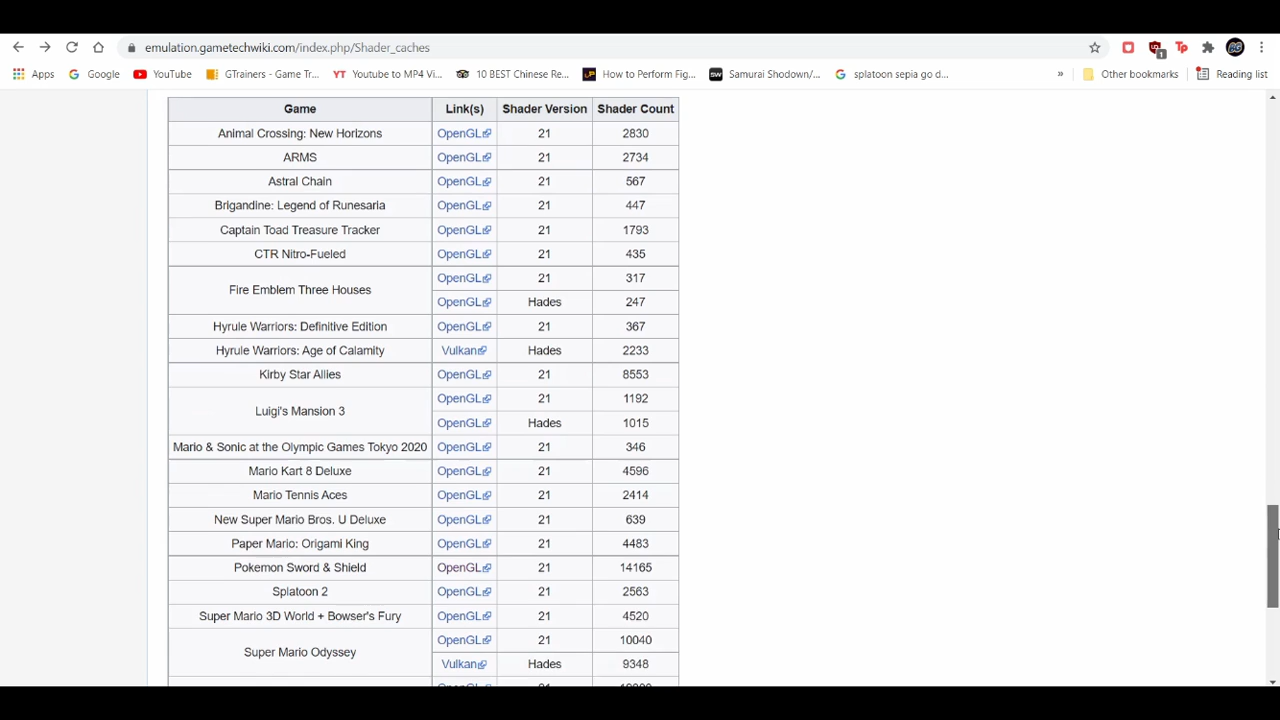 emulation.gametechwiki.com/index.php/Shader_caches
1
Apps Google YouTube GTrainers - Game Tr... YT Youtube to MP4 Vi... 10 BEST Chinese Re... How to Perform Fig... Samurai Shodown/... splatoon sepia go d... » Other bookmarks Reading list
Game Link(s) Shader Version Shader Count
Animal Crossing: New Horizons OpenGL 21 2830
ARMS OpenGL 21 2734
Astral Chain OpenGL 21 567
Brigandine: Legend of Runesaria OpenGL 21 447
Captain Toad Treasure Tracker OpenGL 21 1793
CTR Nitro-Fueled OpenGL 21 435
Fire Emblem Three Houses OpenGL 21 317
OpenGL Hades 247
Hyrule Warriors: Definitive Edition OpenGL 21 367
Hyrule Warriors: Age of Calamity Vulkan Hades 2233
Kirby Star Allies OpenGL 21 8553
Luigi's Mansion 3 OpenGL 21 1192
OpenGL Hades 1015
Mario & Sonic at the Olympic Games Tokyo 2020 OpenGL 21 346
Mario Kart 8 Deluxe OpenGL 21 4596
Mario Tennis Aces OpenGL 21 2414
New Super Mario Bros. U Deluxe OpenGL 21 639
Paper Mario: Origami King OpenGL 21 4483
Pokemon Sword & Shield OpenGL 21 14165
Splatoon 2 OpenGL 21 2563
Super Mario 3D World + Bowser's Fury OpenGL 21 4520
Super Mario Odyssey OpenGL 21 10040
Vulkan Hades 9348